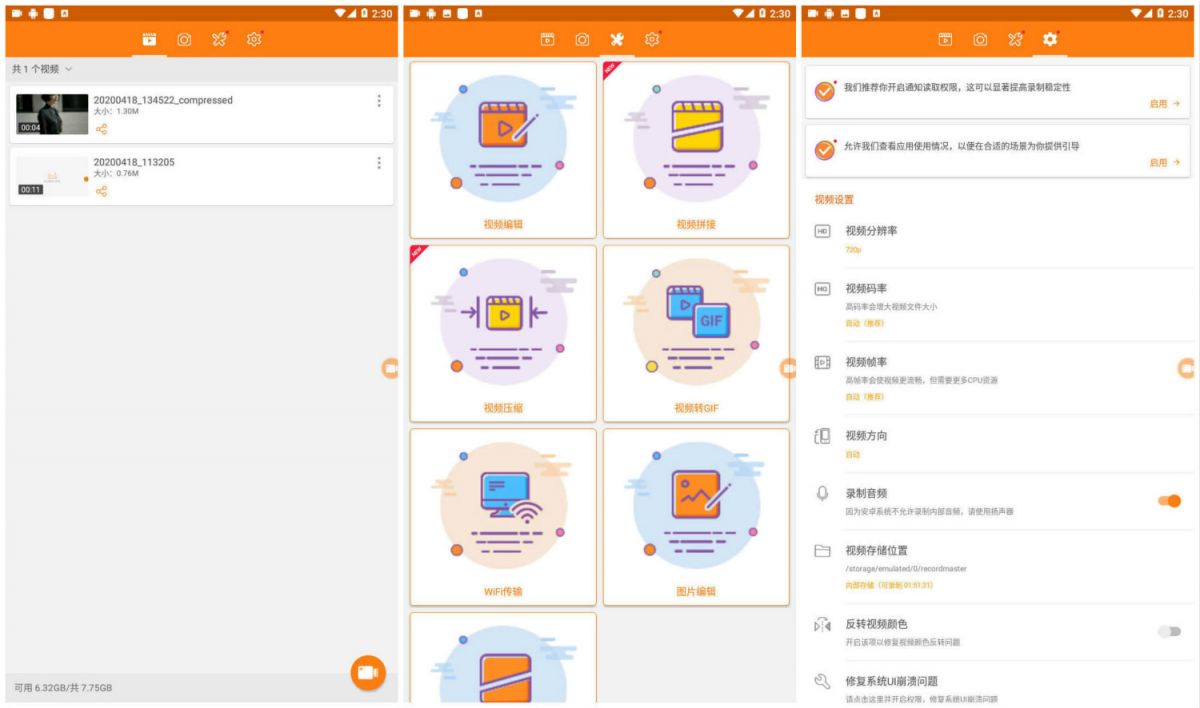 2:30
共 1 个视频
20200418_134522_compressed
大小：1.30M
00:04
20200418_113205
大小：0.76M
00:11
可用 6.32GB/共 7.75GB
2:30
视频编辑
NEW
视频拼接
NEW
视频压缩
GIF
视频转GIF
WiFi传输
图片编辑
2:30
我们推荐你开启通知读取权限，这可以显著提高录制稳定性
启用
允许我们查看应用使用情况，以便在合适的场景为你提供引导
启用
视频设置
HD
视频分辨率
720p
HQ
视频码率
高码率会增大视频文件大小
自动（推荐）
视频帧率
高帧率会使视频更流畅，但需要更多CPU资源
自动（推荐）
视频方向
自动
录制音频
因为安卓系统不允许录制内部音频，请使用扬声器
视频存储位置
/storage/emulated/0/recordmaster
内部存储（可录制 01:51:31）
反转视频颜色
开启该项以修复视频颜色反转问题
修复系统UI崩溃问题
请点击这里并开启权限，修复系统UI崩溃问题